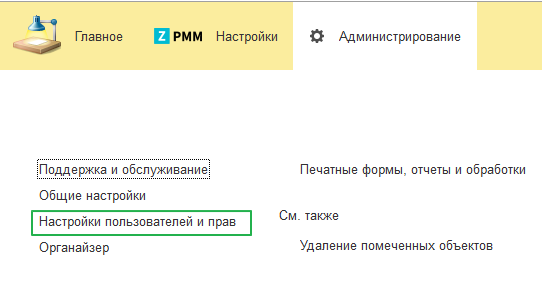 Главное Z PMM Настройки Администрирование
Поддержка и обслуживание
Общие настройки
Настройки пользователей и прав
Органайзер
Печатные формы, отчеты и обработки
См. также
Удаление помеченных объектов